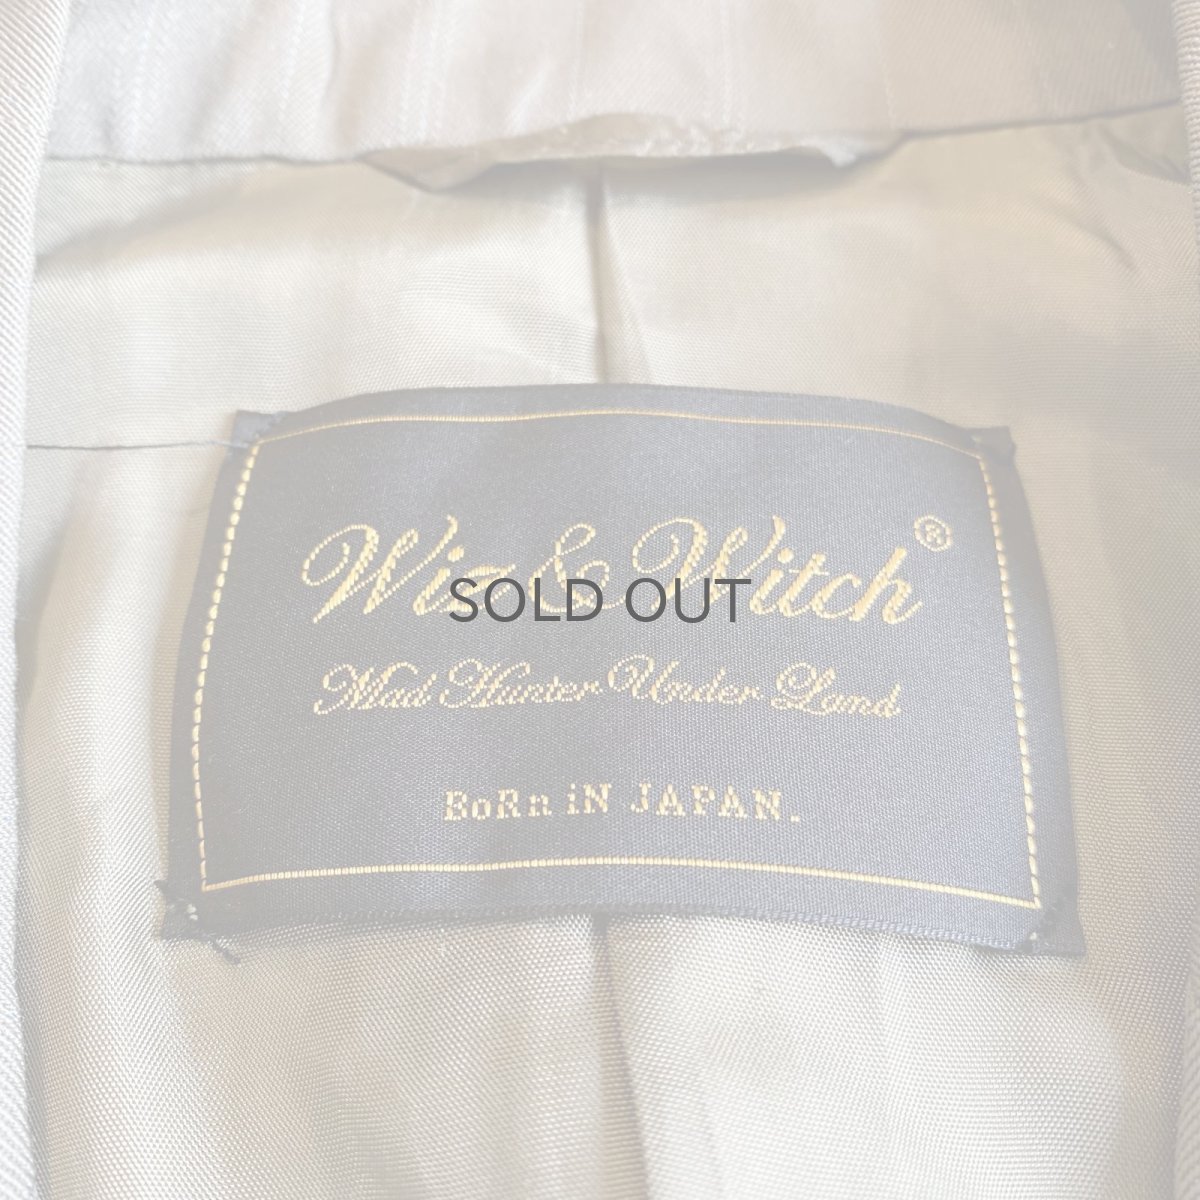 Wiz & Witch ®
SOLD OUT
Mad Hunter Under Land
BoRn iN JAPAN.